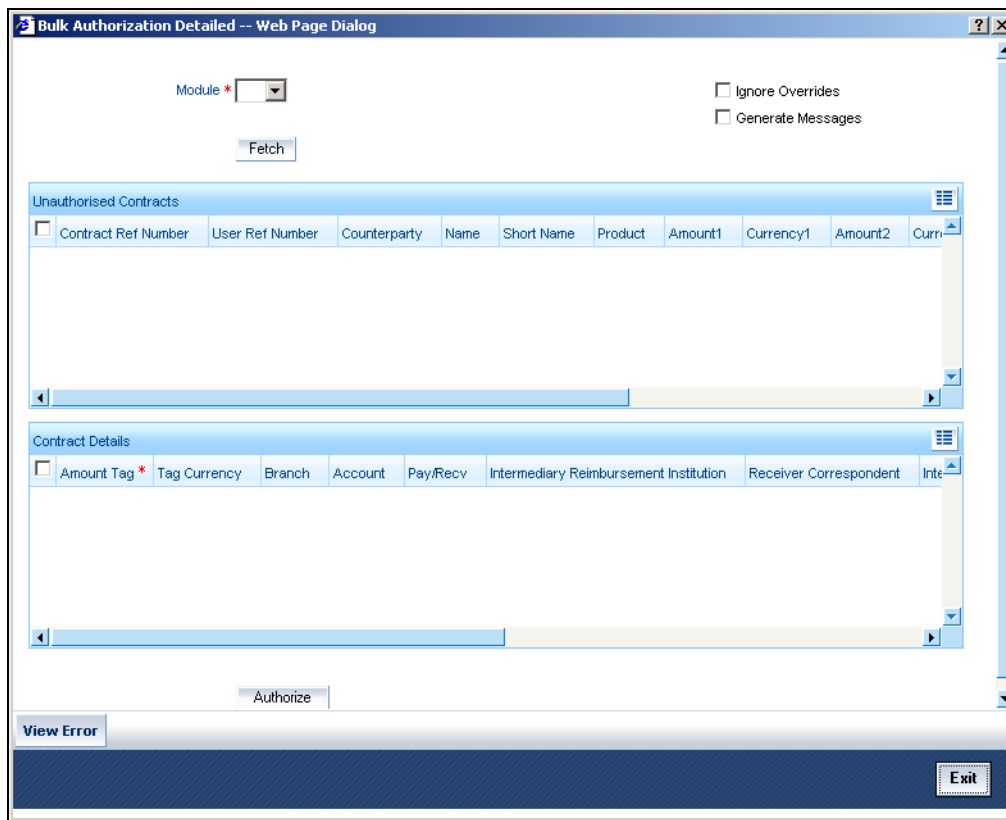 Bulk Authorization Detailed -- Web Page Dialog
Module *
Ignore Overrides
Generate Messages
Fetch
Unauthorised Contracts
Contract Ref Number User Ref Number Counterparty Name Short Name Product Amount1 Currency1 Amount2 Curr
Contract Details
Amount Tag * Tag Currency Branch Account Pay/Recv Intermediary Reimbursement Institution Receiver Correspondent Inte
Authorize
View Error
Exit